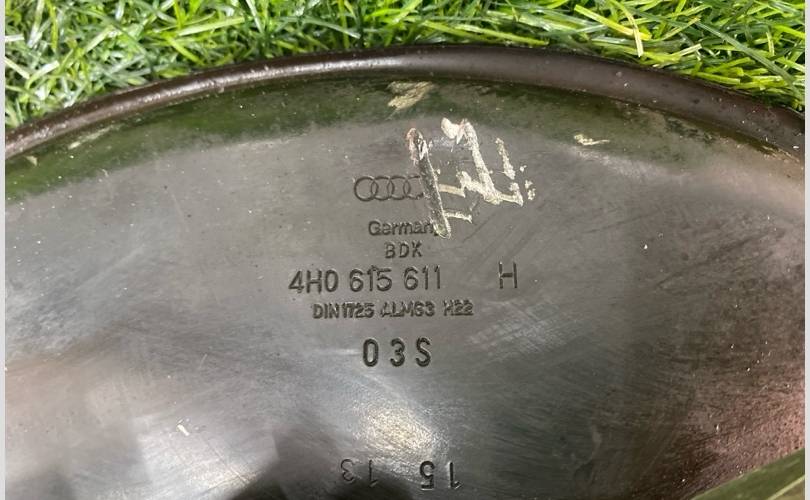 Germany
BDK
4H0 615 611 H
DIN1725 ALMG3 H22
03S
15 13